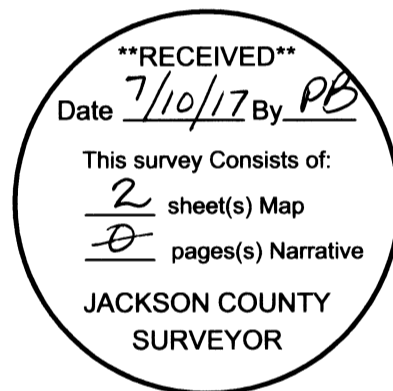 **RECEIVED**
Date 7/10/17 By PB
This survey Consists of:
2 sheet(s) Map
0 pages(s) Narrative
JACKSON COUNTY
SURVEYOR